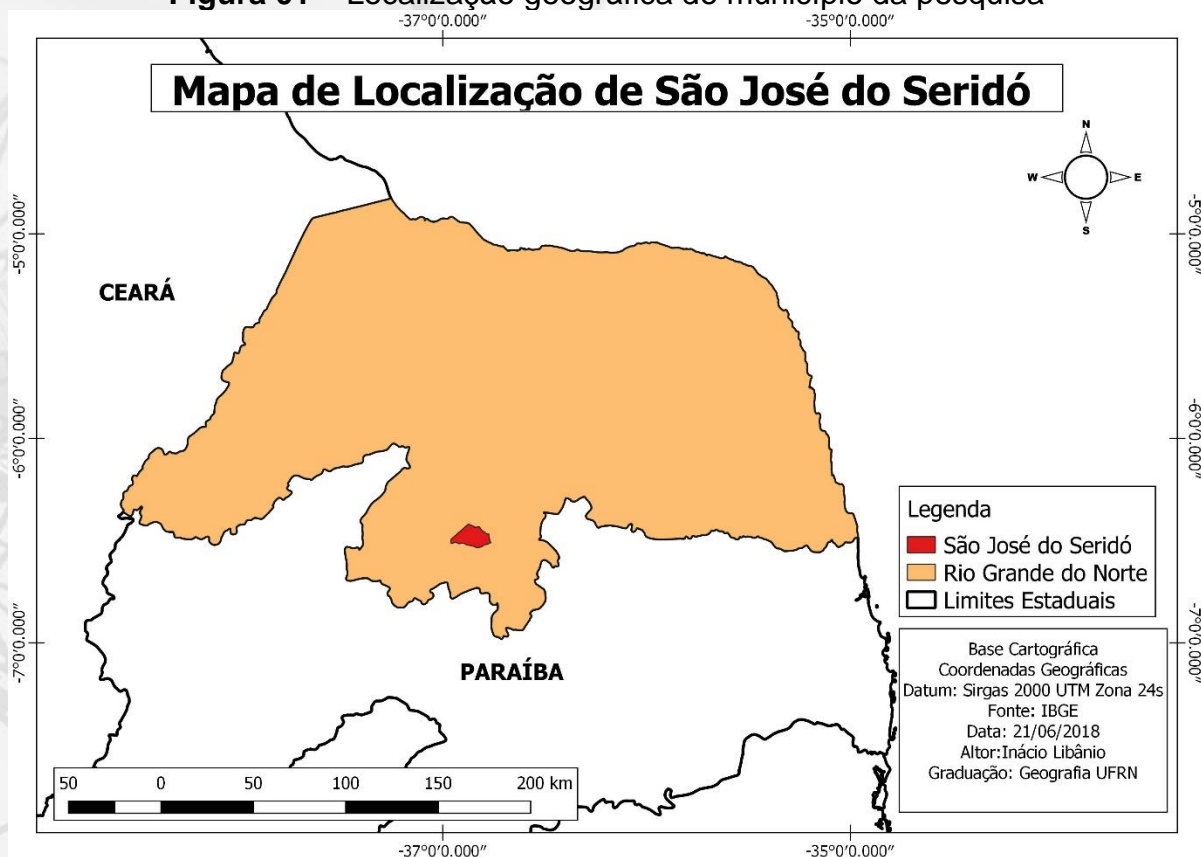 Figura 01 – Localização geográfica do município da pesquisa
-37°0'0.000" -35°0'0.000"
Mapa de Localização de São José do Seridó
N
W E
S
-5°0'0.000" -5°0'0.000"
CEARÁ
-6°0'0.000" -6°0'0.000"
Legenda
São José do Seridó
Rio Grande do Norte
Limites Estaduais
-7°0'0.000" -7°0'0.000"
PARAÍBA
Base Cartográfica
Coordenadas Geográficas
Datum: Sirgas 2000 UTM Zona 24s
Fonte: IBGE
Data: 21/06/2018
Altor:Inácio Libânio
Graduação: Geografia UFRN
50 0 50 100 150 200 km
-37°0'0.000" -35°0'0.000"